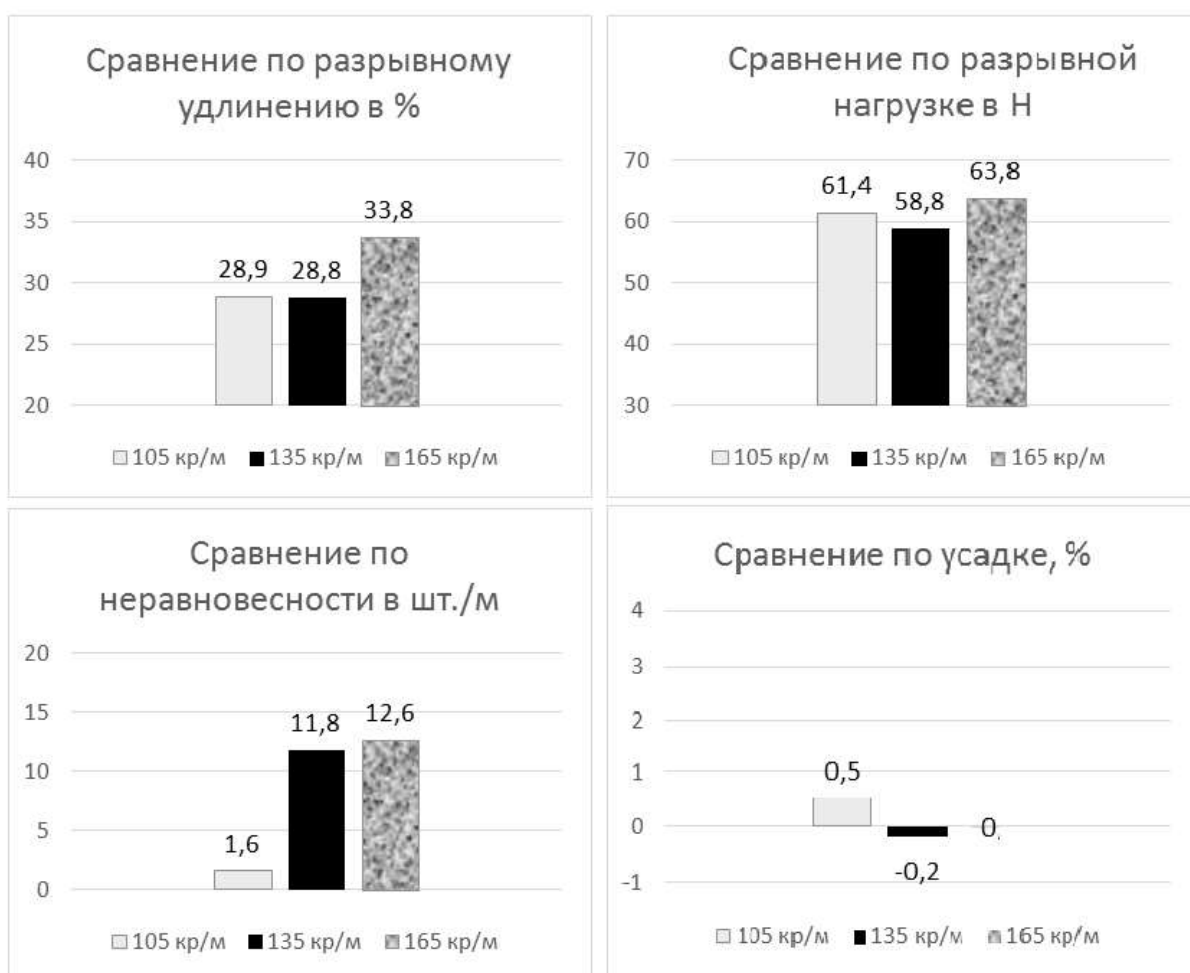 Сравнение по разрывному
удлинению в %
40
35
30
25
20
28,9
28,8
33,8
105 кр/м 135 кр/м 165 кр/м
Сравнение по разрывной
нагрузке в Н
70
60
50
40
30
61,4
58,8
63,8
105 кр/м 135 кр/м 165 кр/м
Сравнение по
неравновесности в шт./м
20
15
10
5
0
1,6
11,8
12,6
105 кр/м 135 кр/м 165 кр/м
Сравнение по усадке, %
4
3
2
1
0
-1
0,5
-0,2
105 кр/м 135 кр/м 165 кр/м